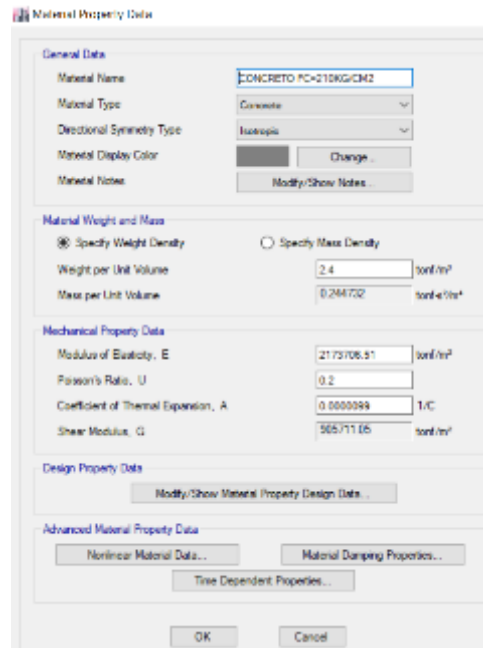 Material Property Data
General Data
Material Name CONCRETO FC=210KG/CM2
Material Type Concrete
Directional Symmetry Type Isotropic
Material Display Color Change...
Material Notes Modify/Show Notes...
Material Weight and Mass
Specify Weight Density Specify Mass Density
Weight per Unit Volume 2.4 tonf/m³
Mass per Unit Volume 0.244732 tonf-s²/m⁴
Mechanical Property Data
Modulus of Elasticity, E 2173706.51 tonf/m²
Poisson's Ratio, U 0.2
Coefficient of Thermal Expansion, A 0.0000099 1/C
Shear Modulus, G 905711.05 tonf/m²
Design Property Data
Modify/Show Material Property Design Data...
Advanced Material Property Data
Nonlinear Material Data... Material Damping Properties...
Time Dependent Properties...
OK Cancel